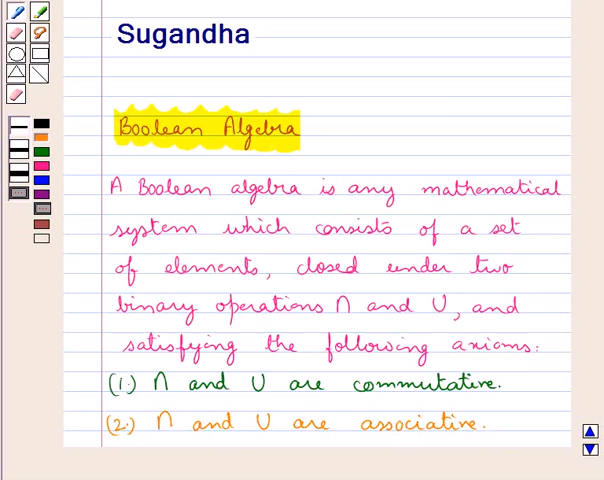 Sugandha
Boolean Algebra
A Boolean algebra is any mathematical
system which consists of a set
of elements, closed under two
binary operations ∩ and ∪, and
satisfying the following axioms:
(1.) ∩ and ∪ are commutative.
(2.) ∩ and ∪ are associative.